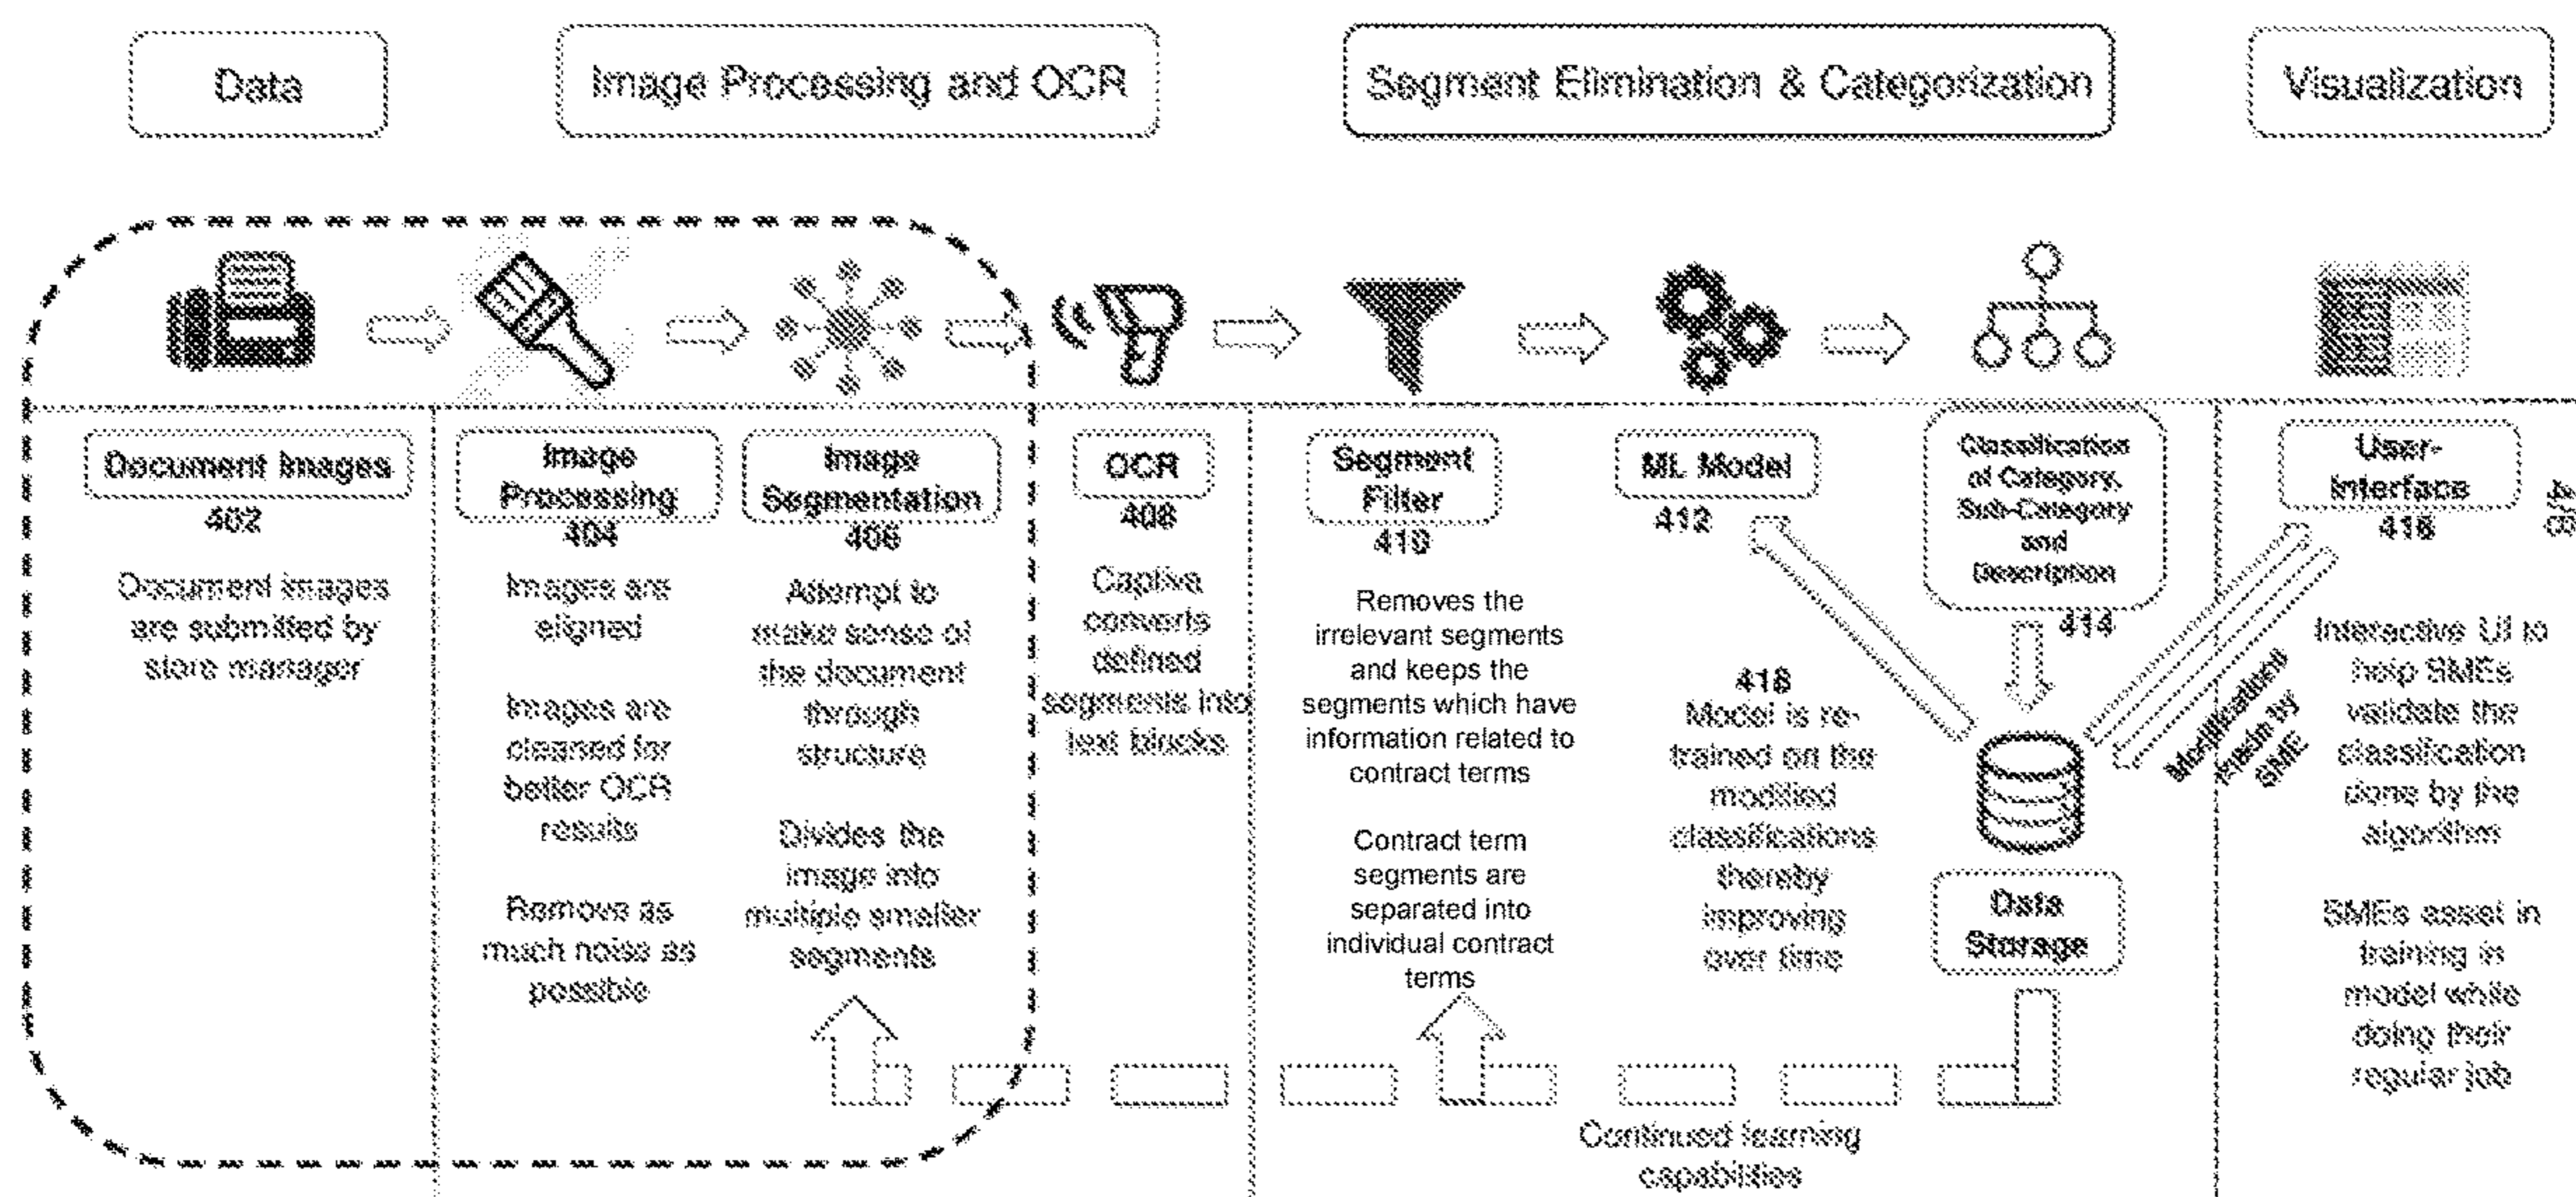 Data
Image Processing and OCR
Segment Elimination & Categorization
Visualization
Document Images
402
Document images
are submitted by
store manager
Image
Processing
404
Images are
aligned
Images are
cleaned for
better OCR
results
Remove as
much noise as
possible
Image
Segmentation
406
Attempt to
make sense of
the document
through
structure
Divides the
image into
multiple smaller
segments
OCR
408
Captiva
converts
defined
segments into
text blocks
Segment
Filter
410
Removes the
irrelevant segments
and keeps the
segments which have
information related to
contract terms
Contract term
segments are
separated into
individual contract
terms
ML Model
412
418
Model is re-
trained on the
modified
classifications
thereby
improving
over time
Classification
of Category,
Sub-Category
and
Description
414
Data
Storage
Modifications
made by
SME
User-
Interface
416
Interactive UI to
help SMEs
validate the
classification
done by the
algorithm
SMEs assist in
training in
model while
doing their
regular job
Continued learning
capabilities